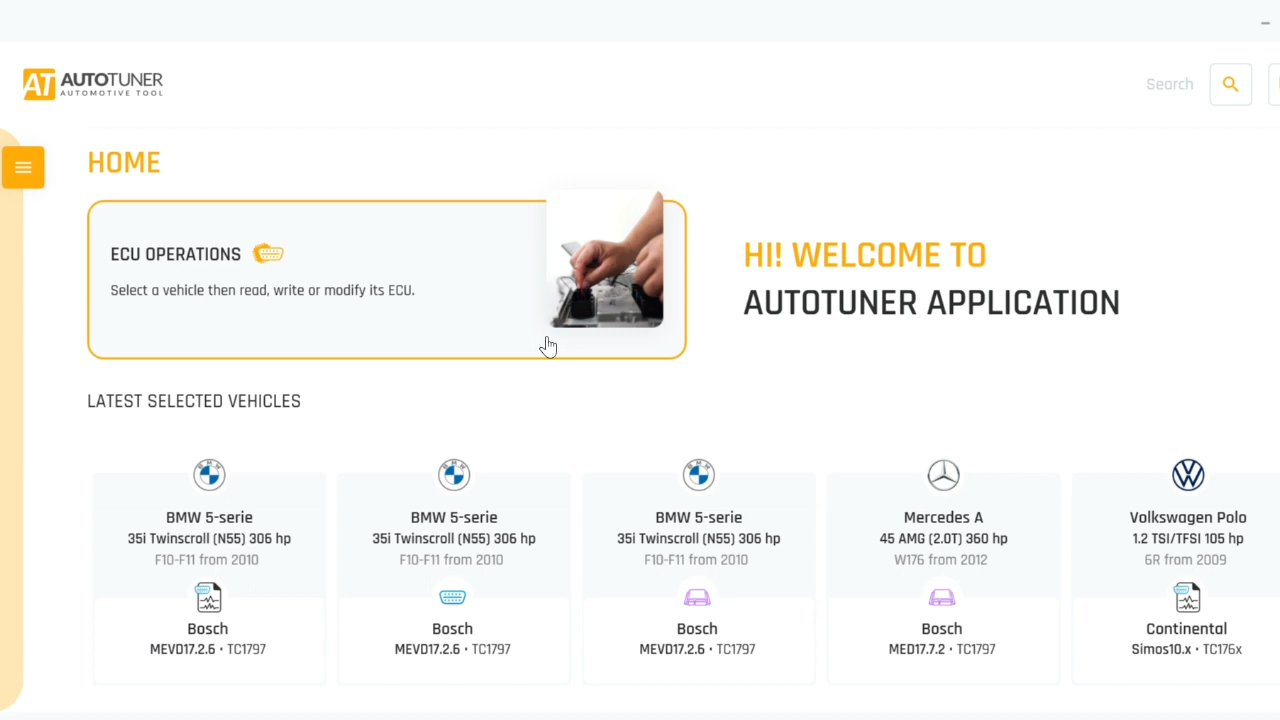 AT AUTOTUNER
AUTOMOTIVE TOOL
Search
HOME
ECU OPERATIONS
Select a vehicle then read, write or modify its ECU.
HI! WELCOME TO
AUTOTUNER APPLICATION
LATEST SELECTED VEHICLES
BMW 5-serie
35i Twinscroll (N55) 306 hp
F10-F11 from 2010
Bosch
MEVD17.2.6 • TC1797
BMW 5-serie
35i Twinscroll (N55) 306 hp
F10-F11 from 2010
Bosch
MEVD17.2.6 • TC1797
BMW 5-serie
35i Twinscroll (N55) 306 hp
F10-F11 from 2010
Bosch
MEVD17.2.6 • TC1797
Mercedes A
45 AMG (2.0T) 360 hp
W176 from 2012
Bosch
MED17.7.2 • TC1797
Volkswagen Polo
1.2 TSI/TFSI 105 hp
6R from 2009
Continental
Simos10.x • TC176x